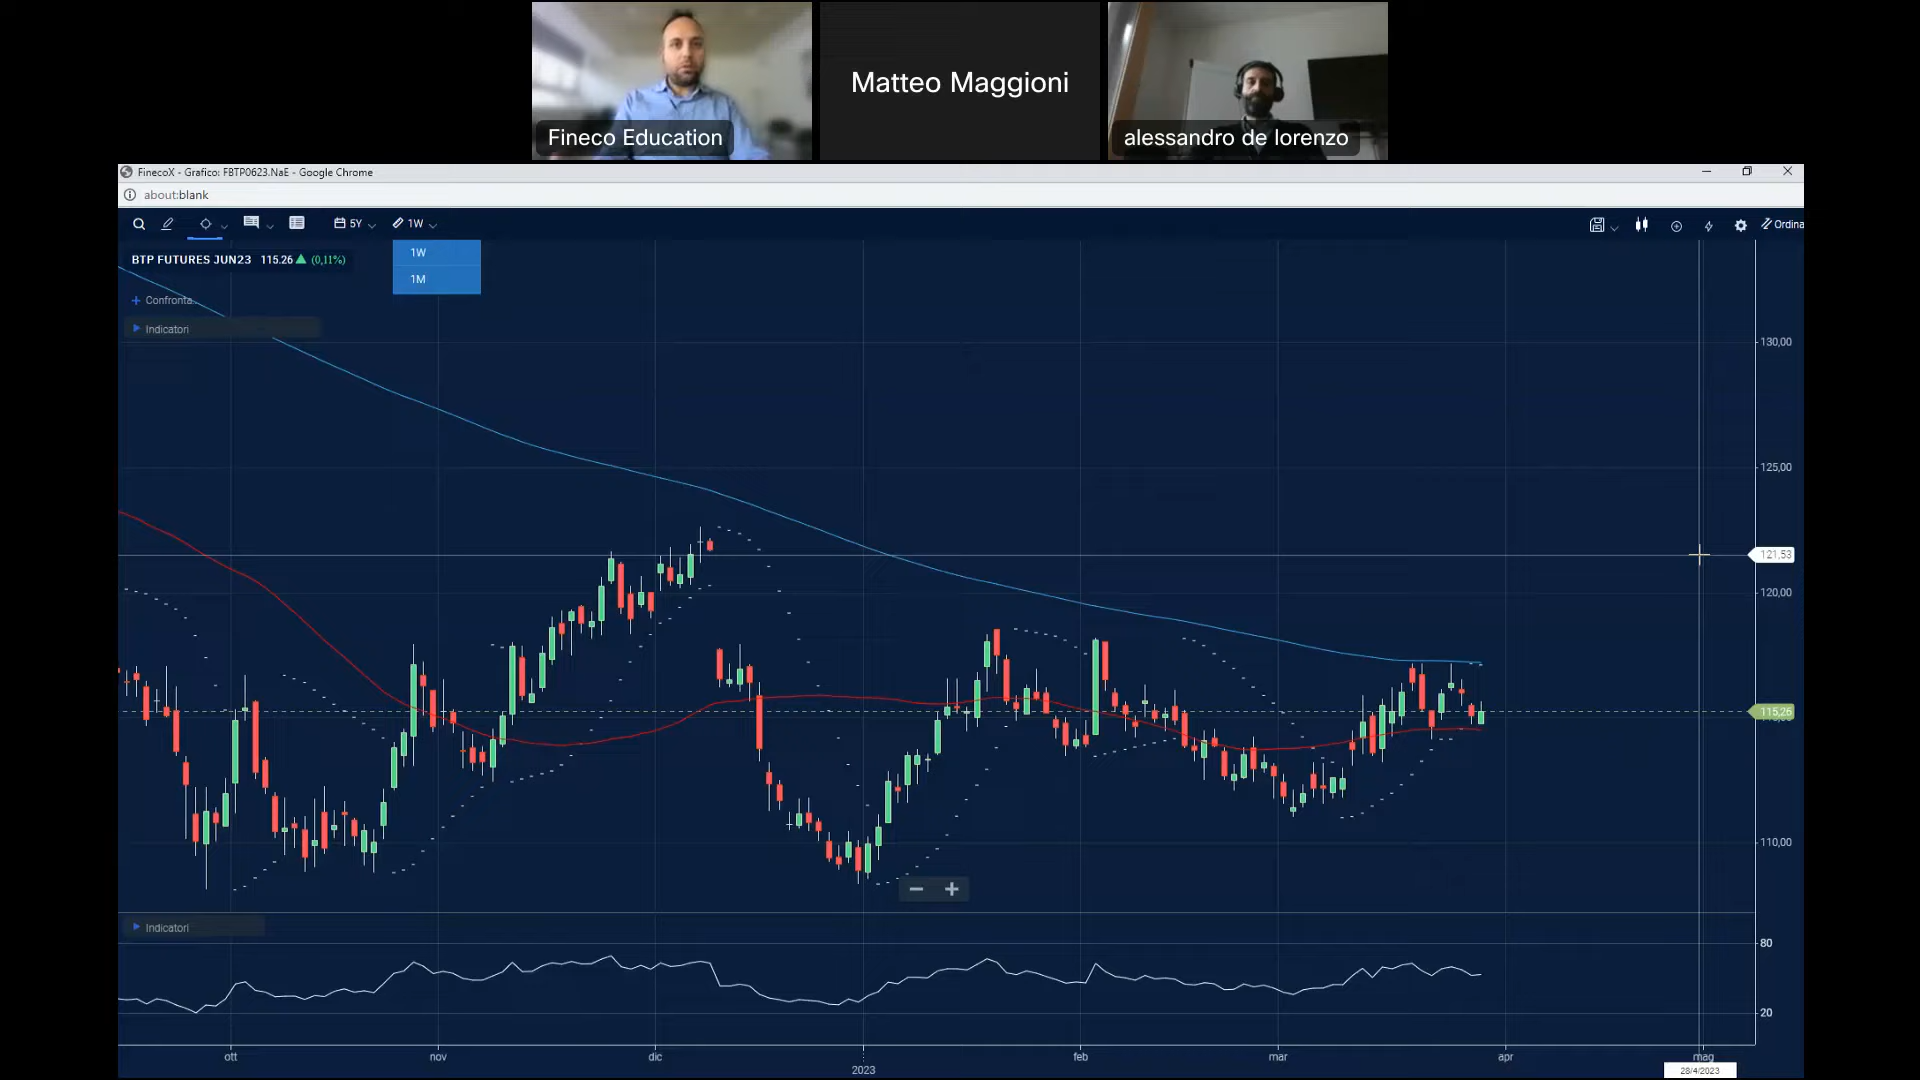 Fineco Education
Matteo Maggioni
alessandro de lorenzo
FinecoX - Grafico: FBTP0623.NaE - Google Chrome
about:blank
5Y
1W
Ordina
1W
1M
BTP FUTURES JUN23 115.26 (0,11%)
Confronta..
Indicatori
130,00
125,00
121,53
120,00
115,26
110,00
Indicatori
80
20
ott nov dic feb mar apr mag
2023
28/4/2023